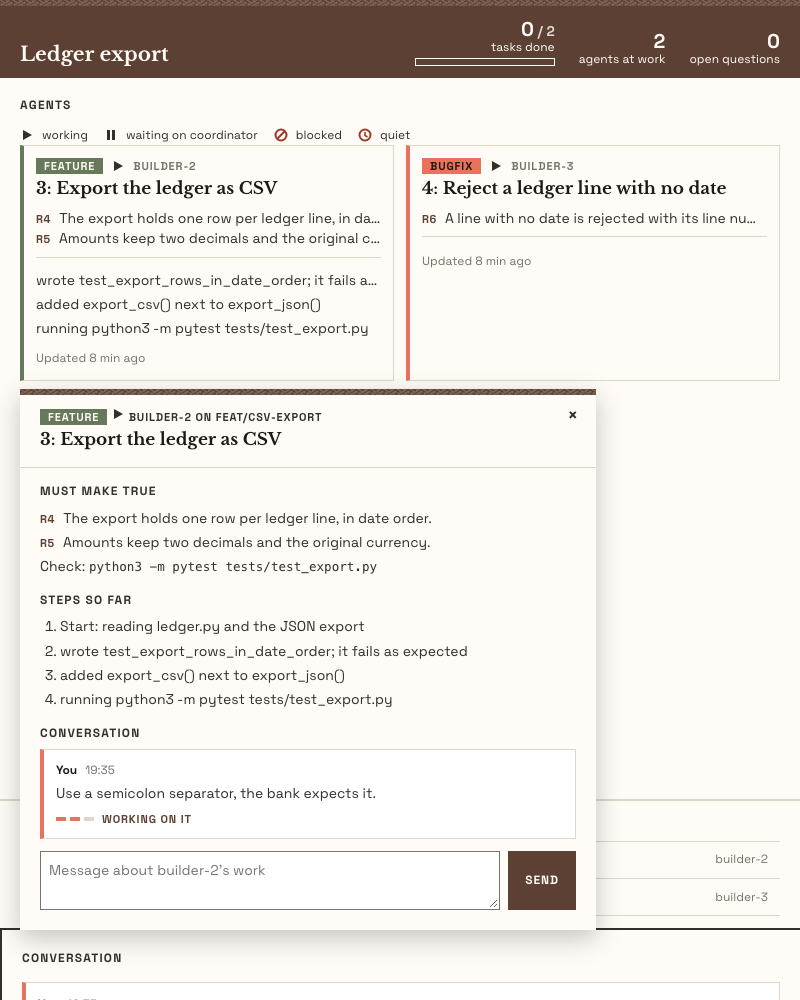 Ledger export
0 / 2
tasks done
2
agents at work
0
open questions
AGENTS
working
waiting on coordinator
blocked
quiet
FEATURE BUILDER-2
3: Export the ledger as CSV
R4 The export holds one row per ledger line, in da...
R5 Amounts keep two decimals and the original c...
wrote test_export_rows_in_date_order; it fails a...
added export_csv() next to export_json()
running python3 -m pytest tests/test_export.py
Updated 8 min ago
BUGFIX BUILDER-3
4: Reject a ledger line with no date
R6 A line with no date is rejected with its line nu...
Updated 8 min ago
FEATURE BUILDER-2 ON FEAT/CSV-EXPORT
×
3: Export the ledger as CSV
MUST MAKE TRUE
R4 The export holds one row per ledger line, in date order.
R5 Amounts keep two decimals and the original currency.
Check: python3 -m pytest tests/test_export.py
STEPS SO FAR
1. Start: reading ledger.py and the JSON export
2. wrote test_export_rows_in_date_order; it fails as expected
3. added export_csv() next to export_json()
4. running python3 -m pytest tests/test_export.py
CONVERSATION
You 19:35
Use a semicolon separator, the bank expects it.
WORKING ON IT
Message about builder-2's work
SEND
builder-2
builder-3
CONVERSATION